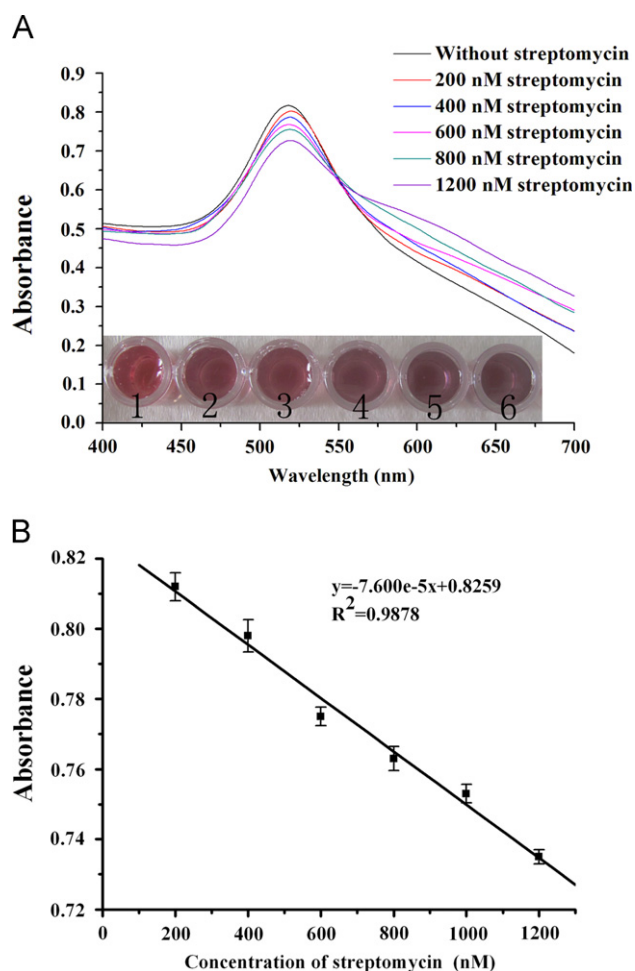 A
Without streptomycin
200 nM streptomycin
400 nM streptomycin
600 nM streptomycin
800 nM streptomycin
1200 nM streptomycin
0.9
0.8
0.7
0.6
0.5
0.4
0.3
0.2
0.1
0.0
Absorbance
1 2 3 4 5 6
400 450 500 550 600 650 700
Wavelength (nm)
B
y=-7.600e-5x+0.8259
R²=0.9878
0.82
0.80
0.78
0.76
0.74
0.72
Absorbance
0 200 400 600 800 1000 1200
Concentration of streptomycin (nM)